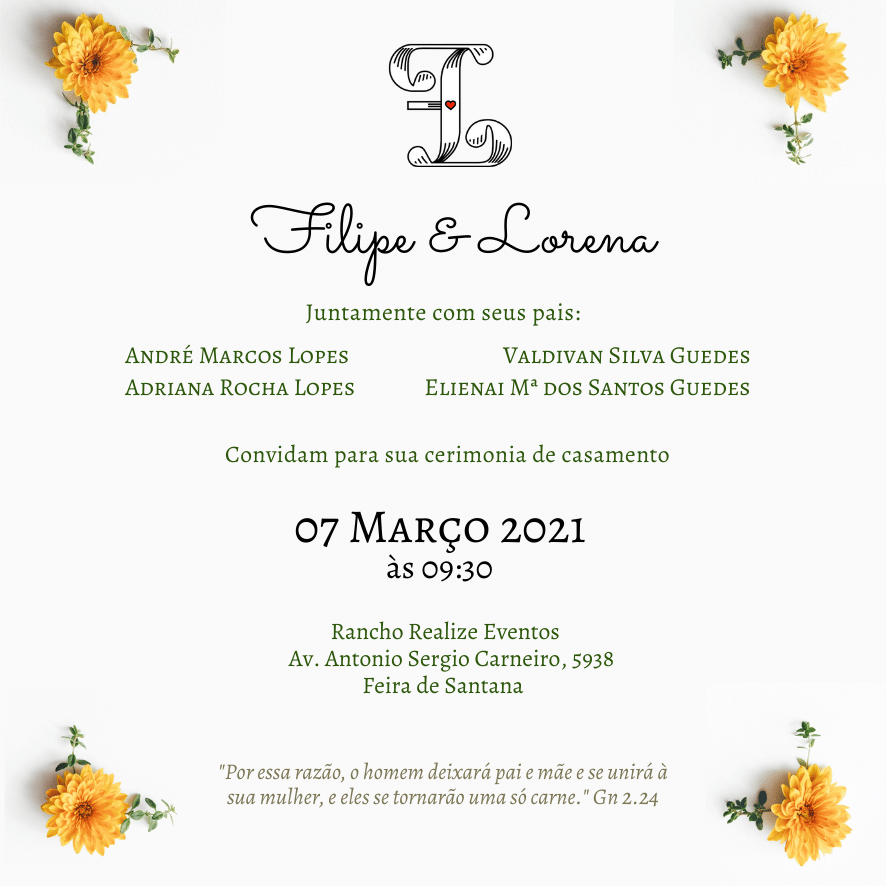 Filipe & Lorena
Juntamente com seus pais:
André Marcos Lopes
Adriana Rocha Lopes
Valdivan Silva Guedes
Elienai Mª dos Santos Guedes
Convidam para sua cerimonia de casamento
07 Março 2021
às 09:30
Rancho Realize Eventos
Av. Antonio Sergio Carneiro, 5938
Feira de Santana
"Por essa razão, o homem deixará pai e mãe e se unirá à
sua mulher, e eles se tornarão uma só carne." Gn 2.24